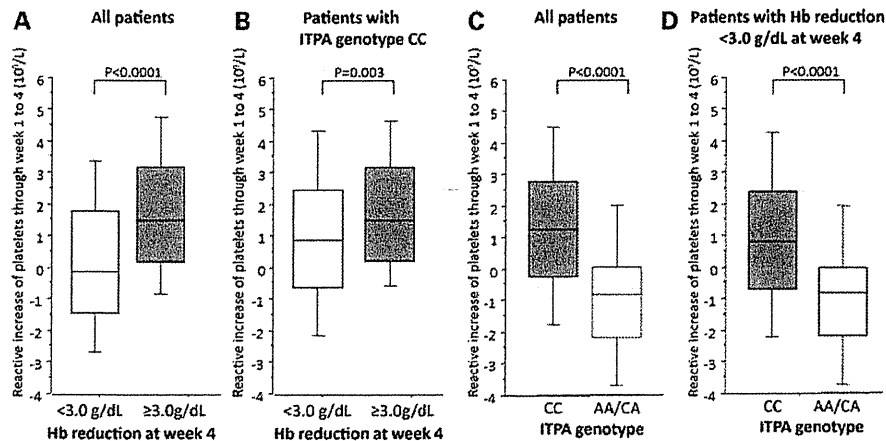 A
All patients
Reactive increase of platelets through week 1 to 4 (10⁹/L)
P<0.0001
6
5
4
3
2
1
0
-1
-2
-3
-4
<3.0 g/dL
≥3.0g/dL
Hb reduction at week 4
B
Patients with
ITPA genotype CC
Reactive increase of platelets through week 1 to 4 (10⁹/L)
P=0.003
6
5
4
3
2
1
0
-1
-2
-3
-4
<3.0 g/dL
≥3.0g/dL
Hb reduction at week 4
C
All patients
Reactive increase of platelets through week 1 to 4 (10⁹/L)
P<0.0001
6
5
4
3
2
1
0
-1
-2
-3
-4
CC
AA/CA
ITPA genotype
D
Patients with Hb reduction
<3.0 g/dL at week 4
Reactive increase of platelets through week 1 to 4 (10⁹/L)
P<0.0001
6
5
4
3
2
1
0
-1
-2
-3
-4
CC
AA/CA
ITPA genotype